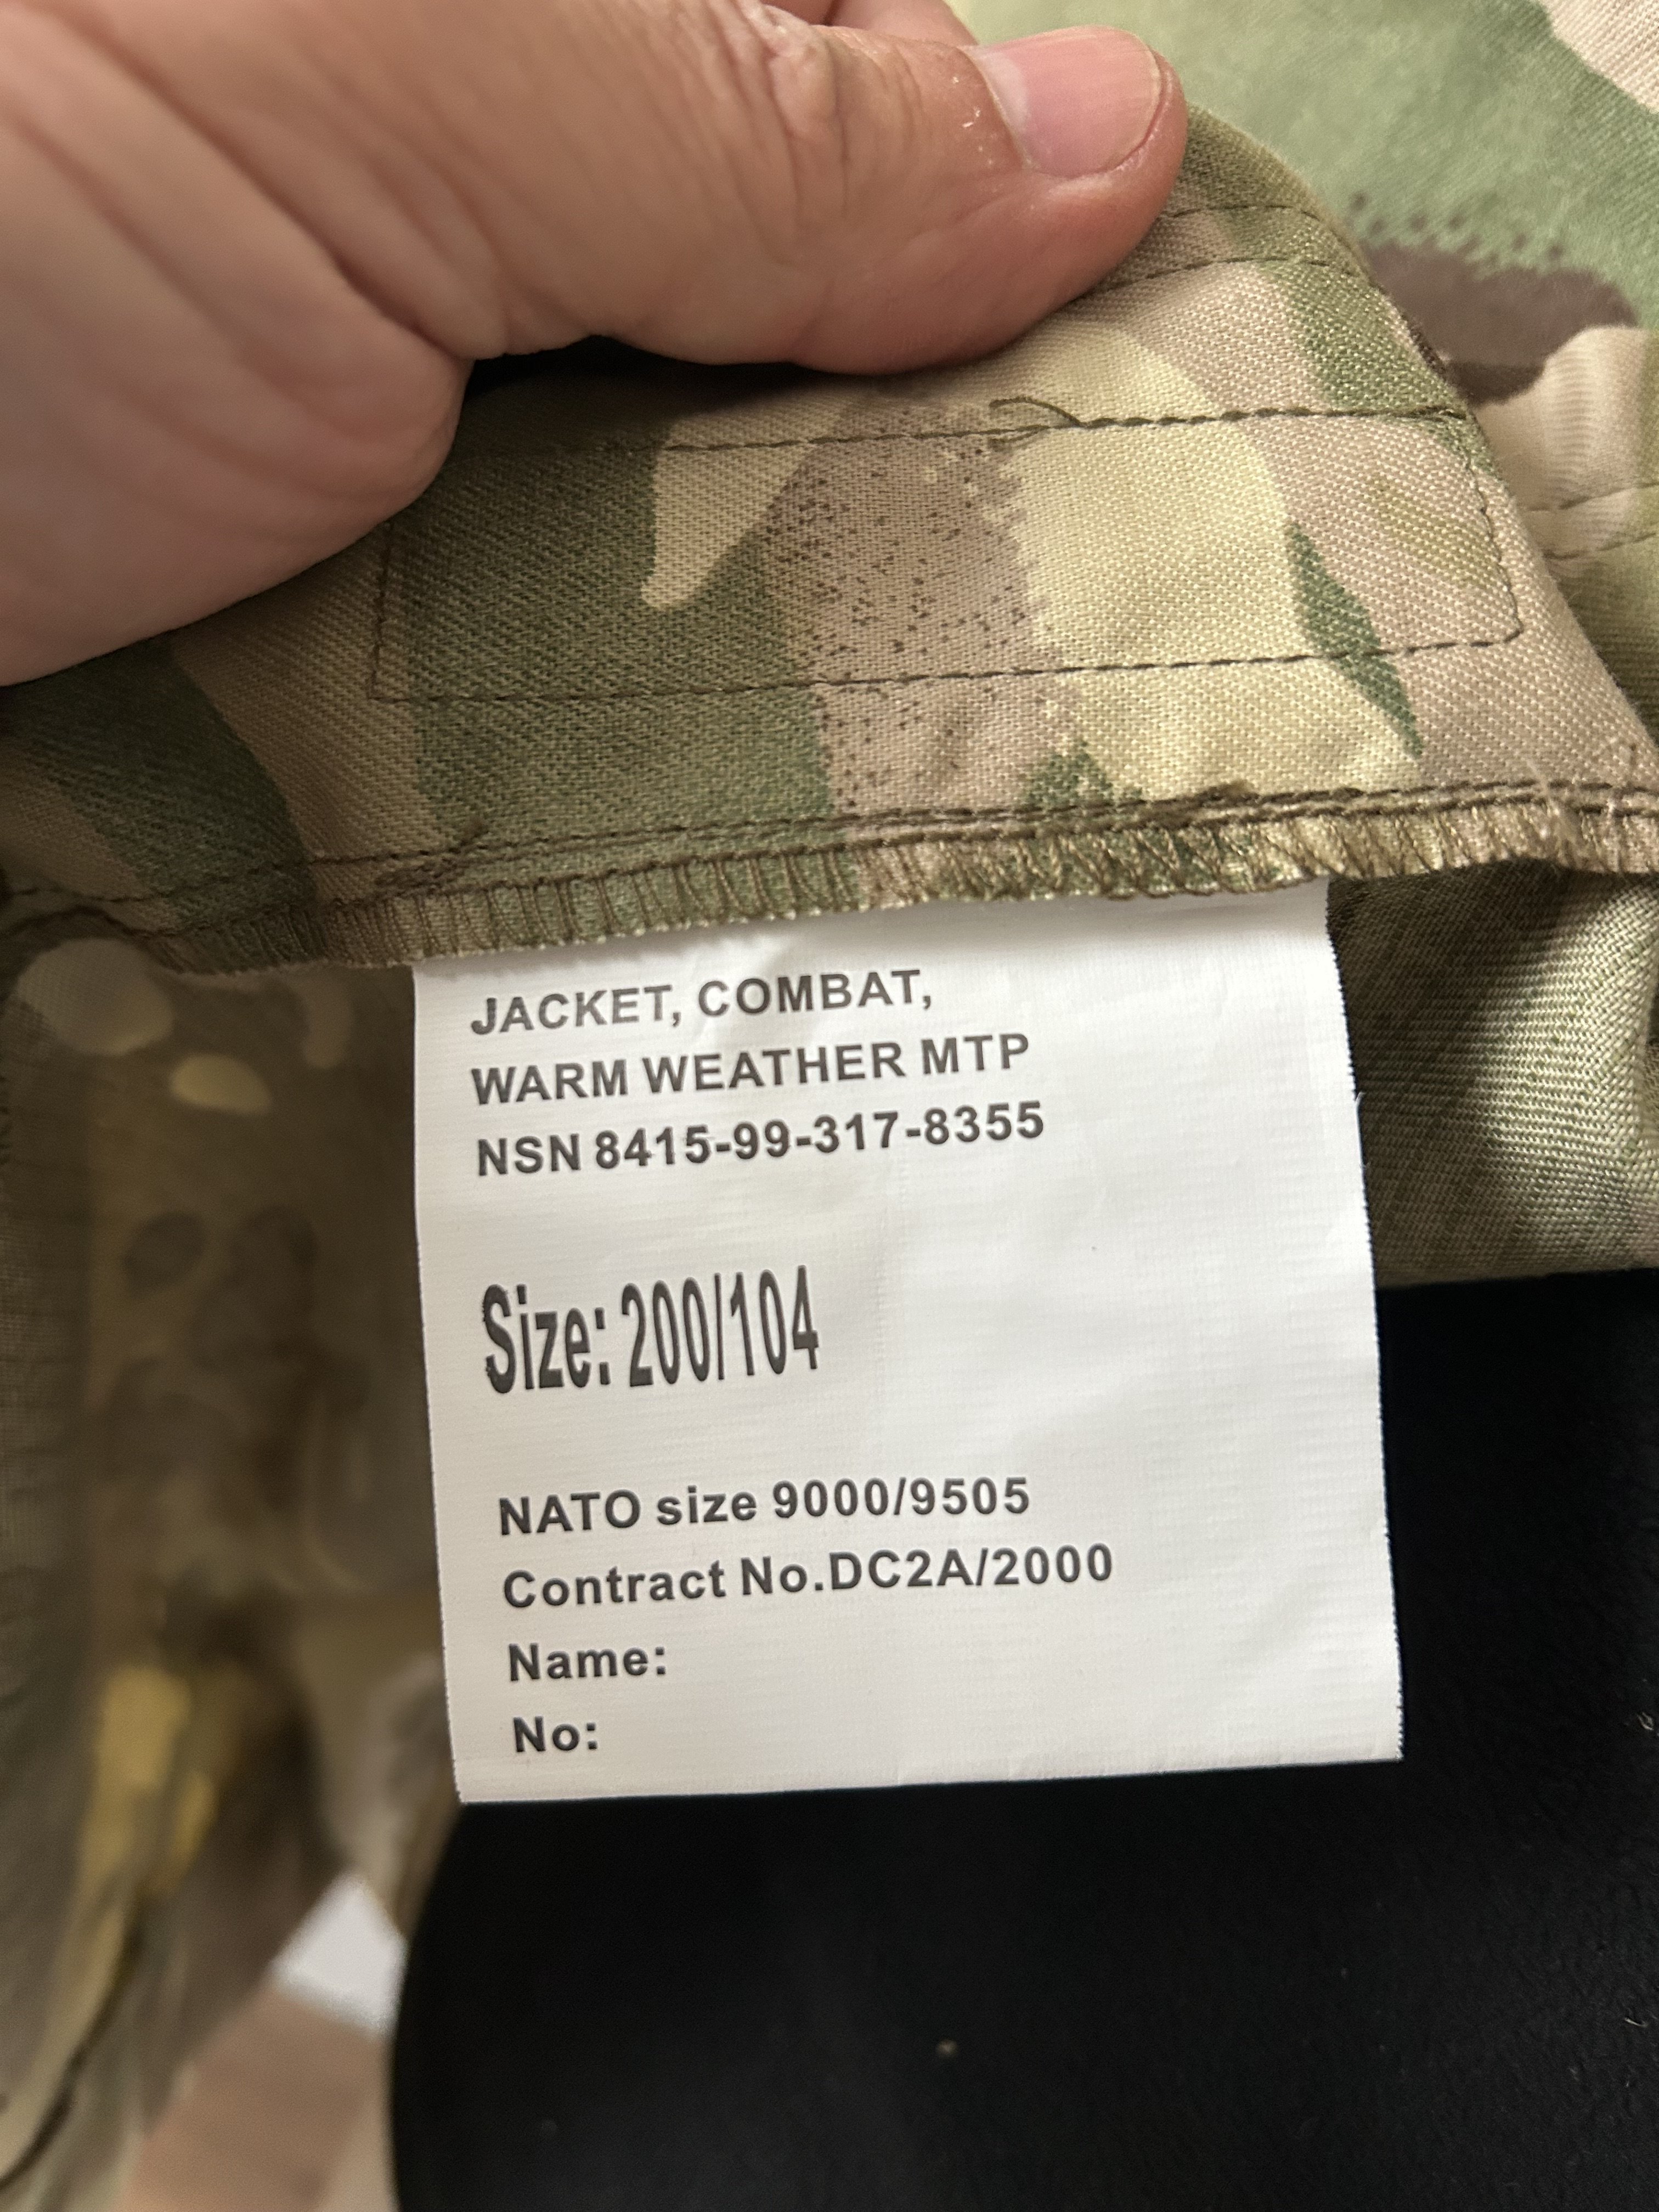 JACKET, COMBAT,
WARM WEATHER MTP
NSN 8415-99-317-8355
Size: 200/104
NATO size 9000/9505
Contract No.DC2A/2000
Name:
No: